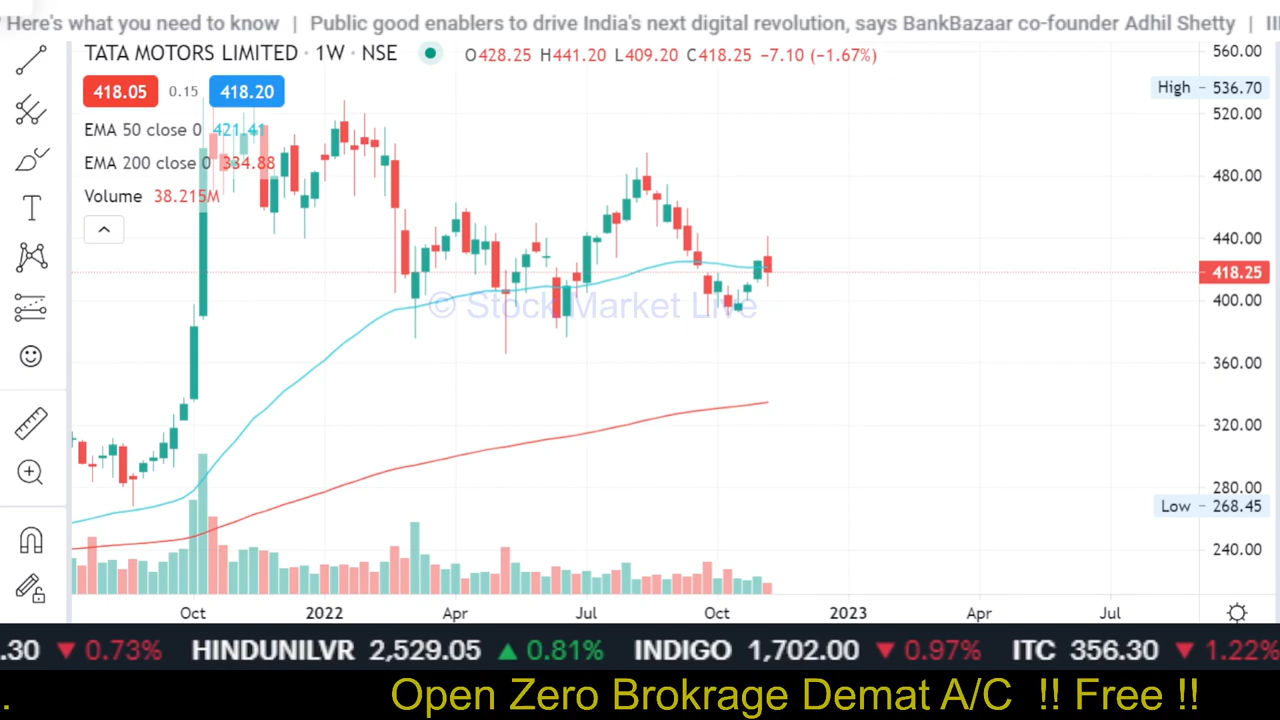 Here's what you need to know | Public good enablers to drive India's next digital revolution, says BankBazaar co-founder Adhil Shetty |
TATA MOTORS LIMITED · 1W · NSE O428.25 H441.20 L409.20 C418.25 −7.10 (−1.67%)
418.05 0.15 418.20
EMA 50 close 0 421.41
EMA 200 close 0 334.88
Volume 38.215M
560.00
High 536.70
520.00
480.00
440.00
418.25
400.00
360.00
320.00
280.00
Low 268.45
240.00
© Stock Market Live
Oct 2022 Apr Jul Oct 2023 Apr Jul
.30 ▼ 0.73% HINDUNILVR 2,529.05 ▲ 0.81% INDIGO 1,702.00 ▼ 0.97% ITC 356.30 ▼ 1.22%
. Open Zero Brokrage Demat A/C !! Free !!